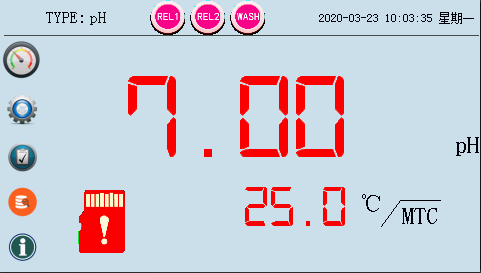 TYPE: pH REL1 REL2 WASH 2020-03-23 10:03:35 星期一
7.00 pH
25.0 ℃/MTC